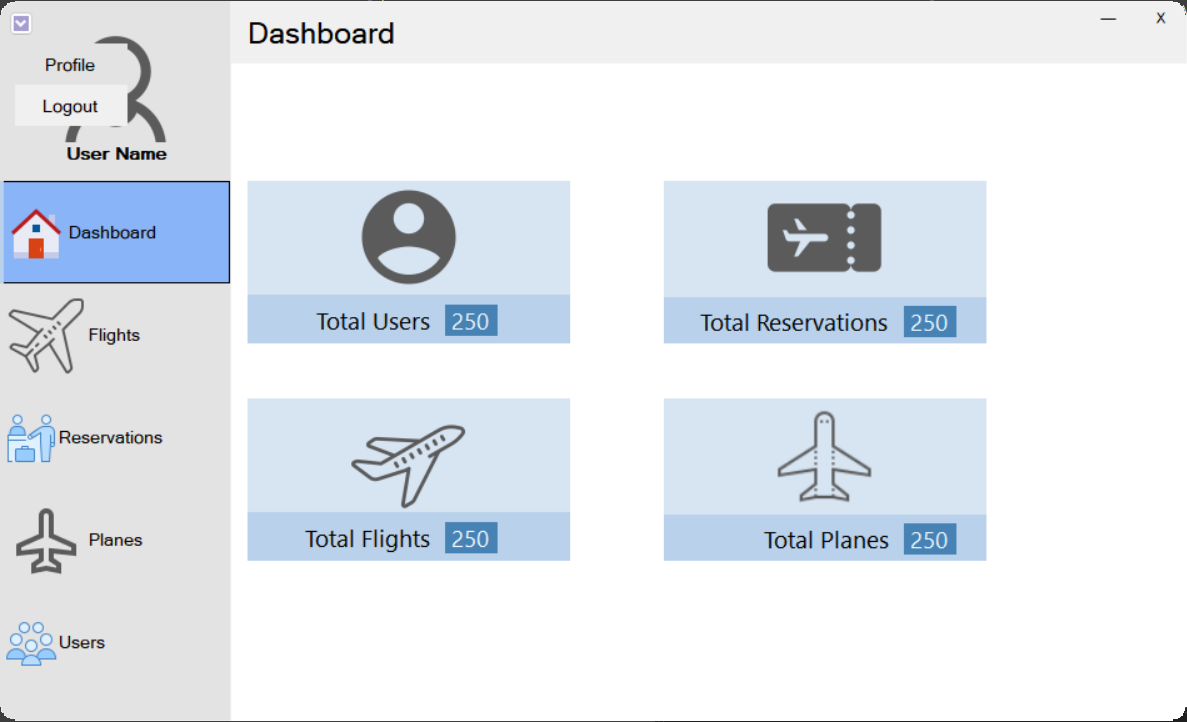 Dashboard
— X
Profile
Logout
User Name
Dashboard
Flights
Reservations
Planes
Users
Total Users 250
Total Reservations 250
Total Flights 250
Total Planes 250